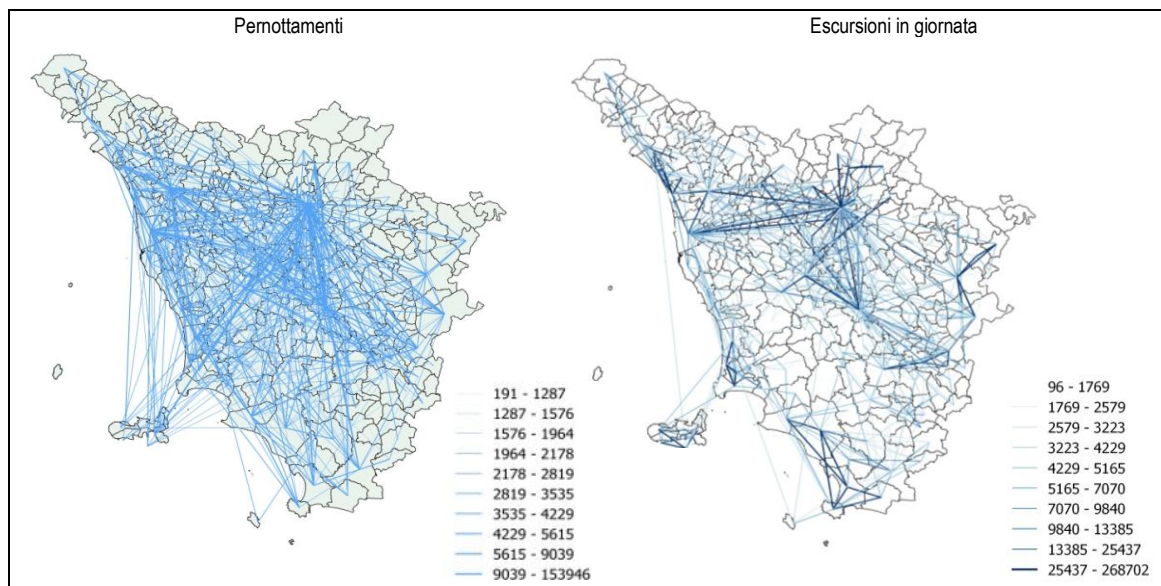 Pernottamenti
191 - 1287
1287 - 1576
1576 - 1964
1964 - 2178
2178 - 2819
2819 - 3535
3535 - 4229
4229 - 5615
5615 - 9039
9039 - 153946
Escursioni in giornata
96 - 1769
1769 - 2579
2579 - 3223
3223 - 4229
4229 - 5165
5165 - 7070
7070 - 9840
9840 - 13385
13385 - 25437
25437 - 268702